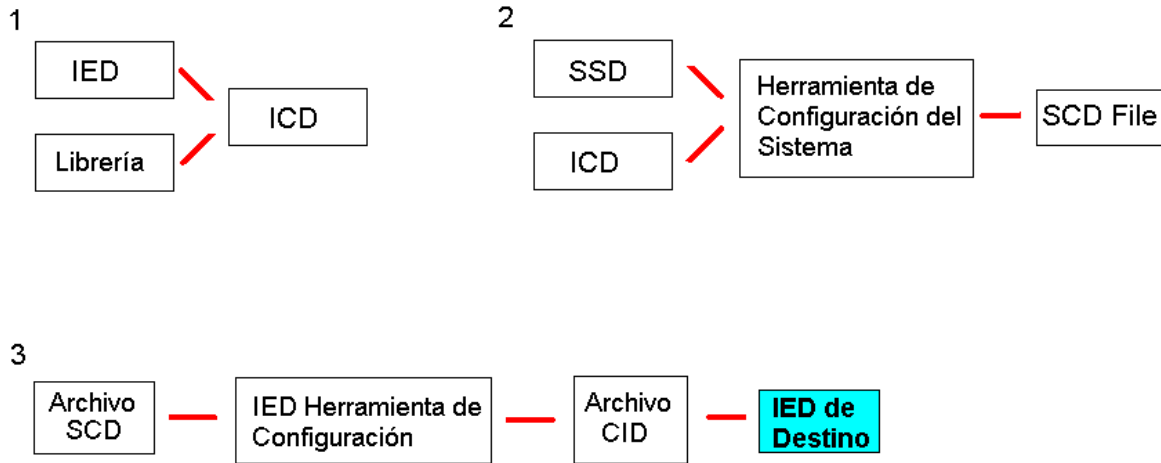 1
IED
Librería
ICD
2
SSD
ICD
Herramienta de
Configuración del
Sistema
SCD File
3
Archivo
SCD
IED Herramienta de
Configuración
Archivo
CID
IED de
Destino